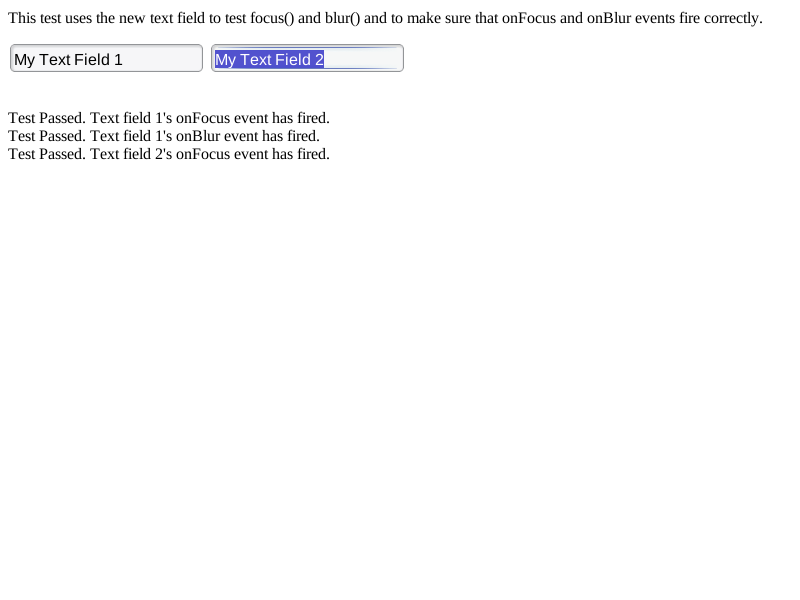 This test uses the new text field to test focus() and blur() and to make sure that onFocus and onBlur events fire correctly.
My Text Field 1 My Text Field 2
Test Passed. Text field 1's onFocus event has fired.
Test Passed. Text field 1's onBlur event has fired.
Test Passed. Text field 2's onFocus event has fired.